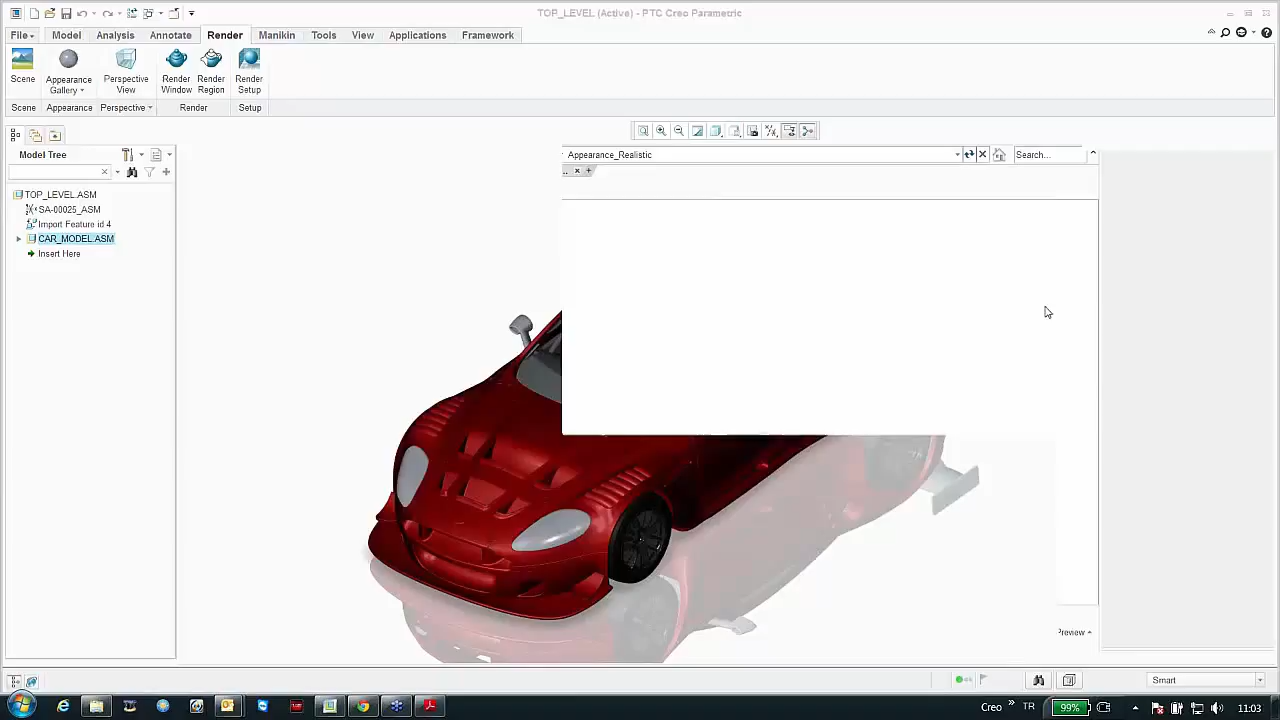 TOP_LEVEL (Active) - PTC Creo Parametric
File Model Analysis Annotate Render Manikin Tools View Applications Framework
Scene
Appearance Gallery
Perspective View
Render Window
Render Region
Render Setup
Scene Appearance Perspective Render Setup
Model Tree
Appearance_Realistic
Search...
TOP_LEVEL.ASM
SA-00025_ASM
Import Feature id 4
CAR_MODEL.ASM
Insert Here
Preview
Smart
Creo
TR
99%
11:03